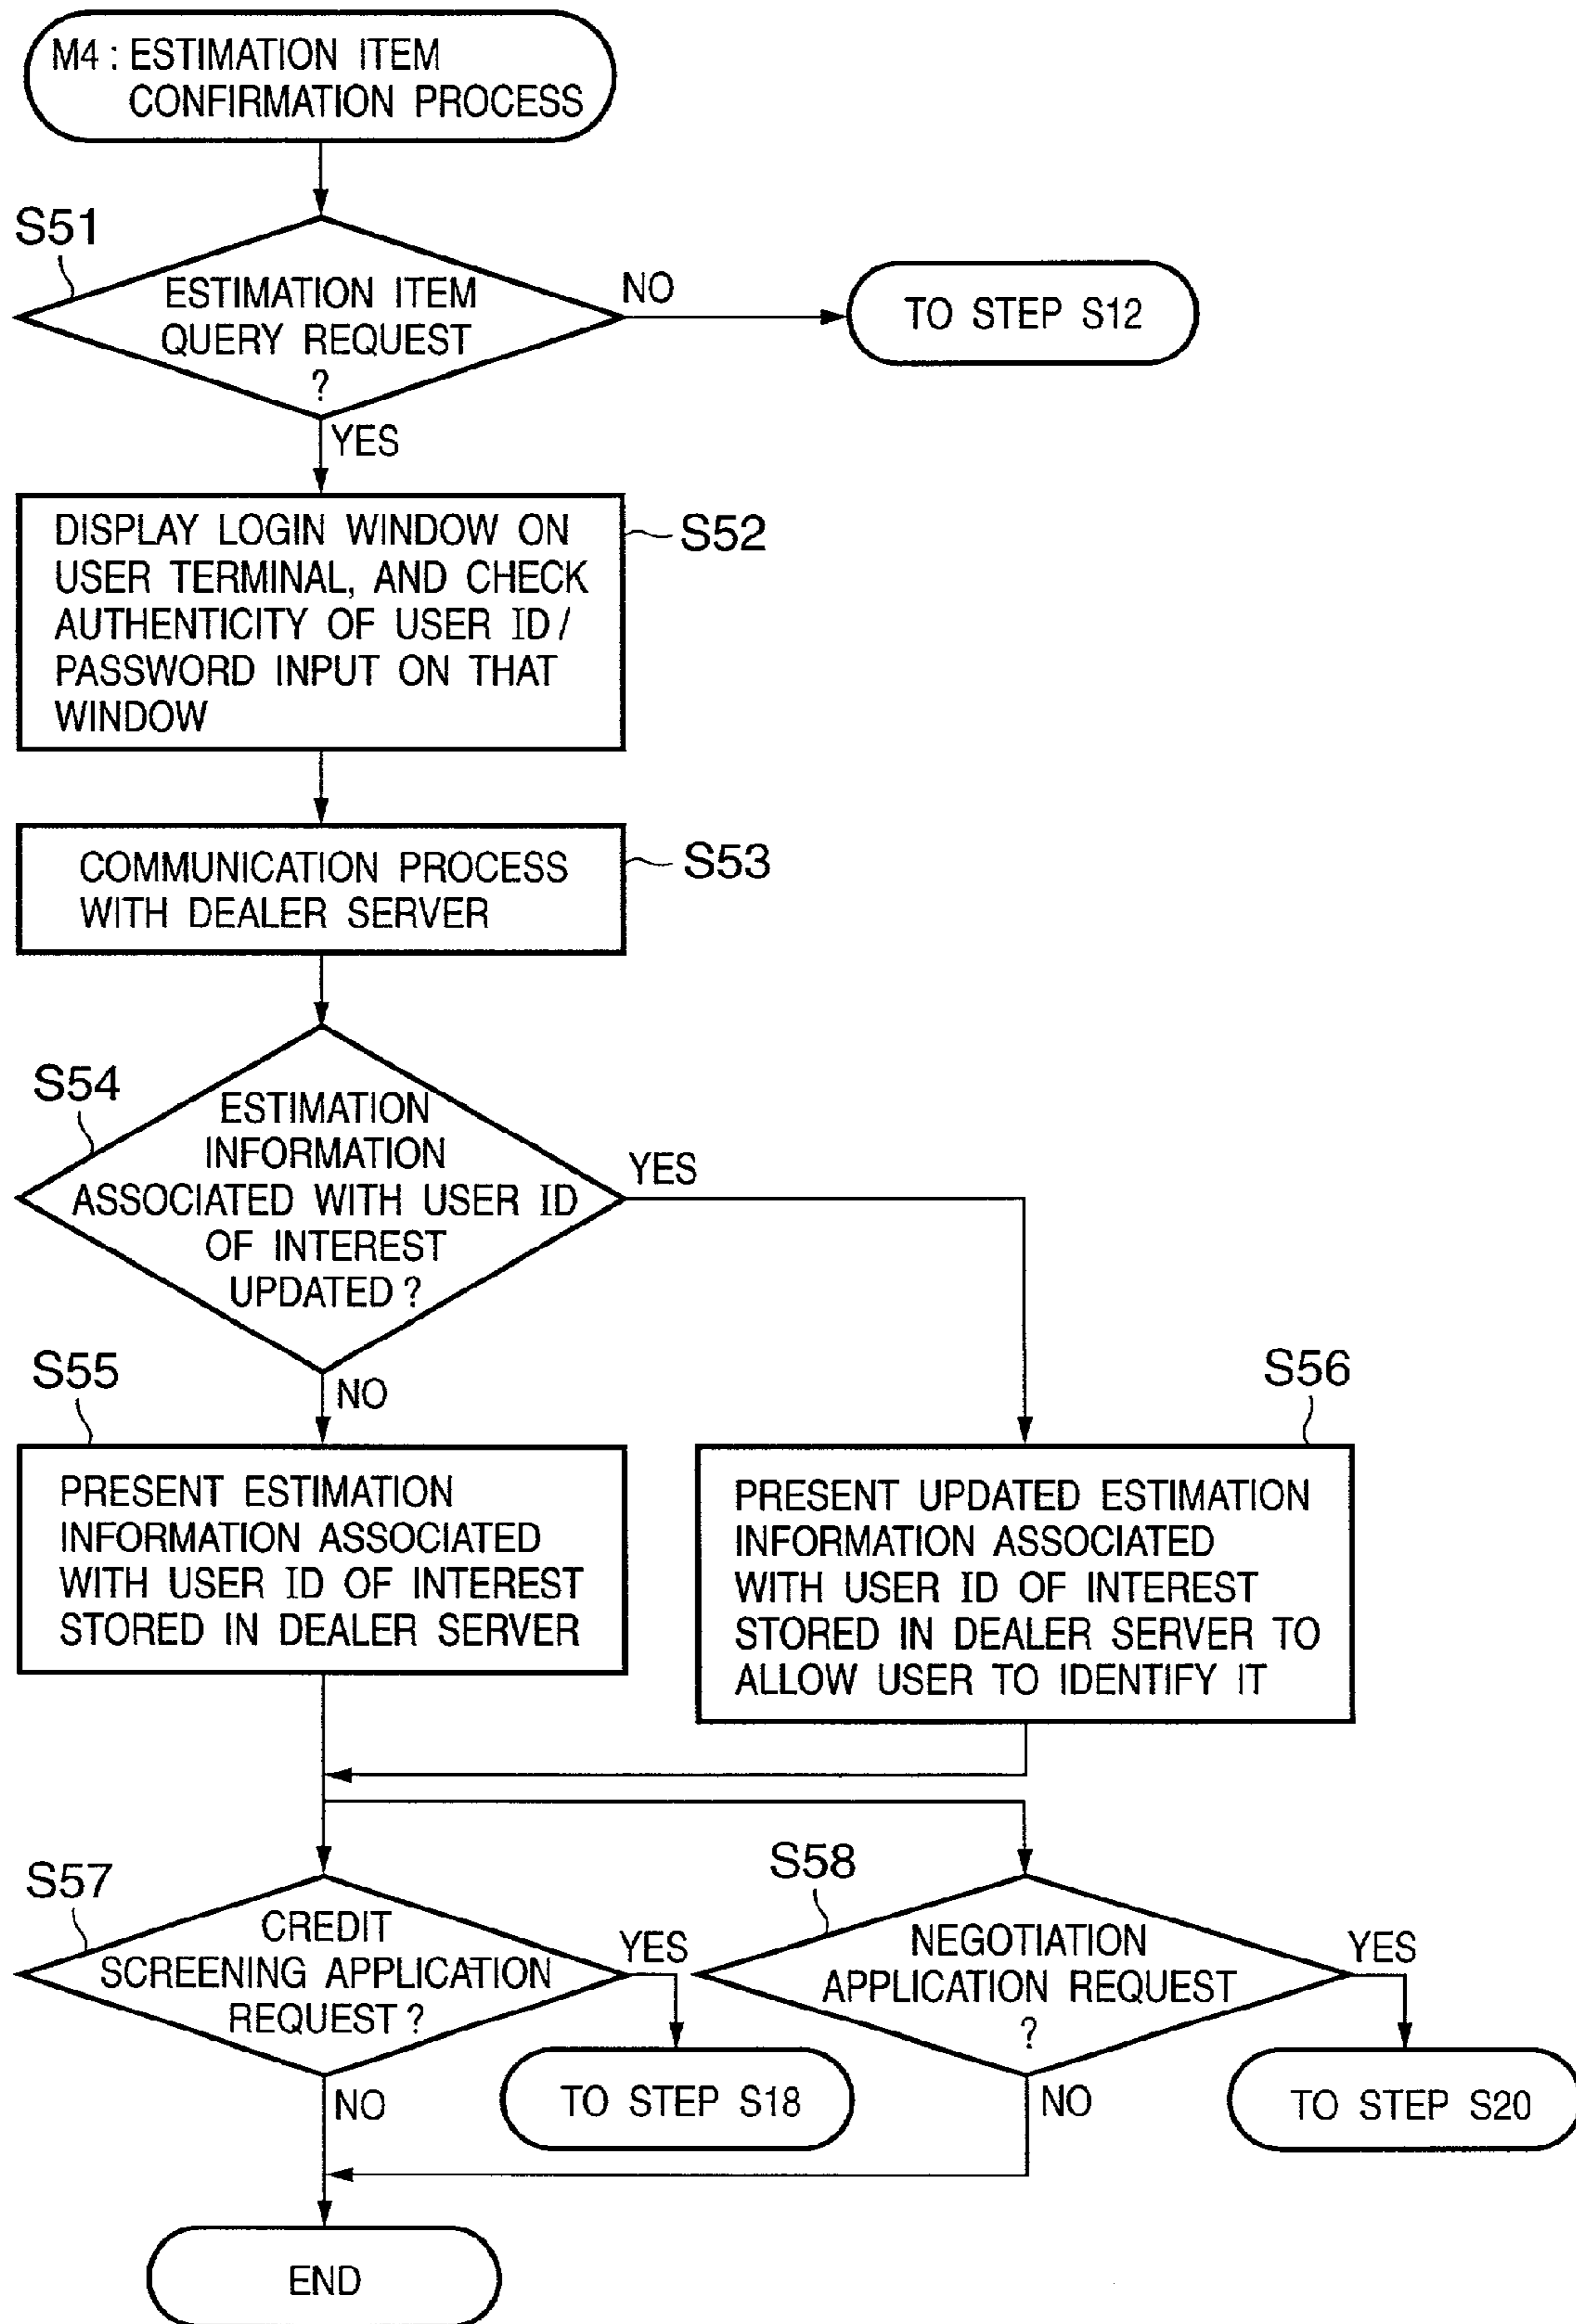 M4 : ESTIMATION ITEM
CONFIRMATION PROCESS
S51
ESTIMATION ITEM
QUERY REQUEST
?
NO
TO STEP S12
YES
DISPLAY LOGIN WINDOW ON
USER TERMINAL, AND CHECK
AUTHENTICITY OF USER ID /
PASSWORD INPUT ON THAT
WINDOW
S52
COMMUNICATION PROCESS
WITH DEALER SERVER
S53
S54
ESTIMATION
INFORMATION
ASSOCIATED WITH USER ID
OF INTEREST
UPDATED ?
YES
NO
S55
PRESENT ESTIMATION
INFORMATION ASSOCIATED
WITH USER ID OF INTEREST
STORED IN DEALER SERVER
S56
PRESENT UPDATED ESTIMATION
INFORMATION ASSOCIATED
WITH USER ID OF INTEREST
STORED IN DEALER SERVER TO
ALLOW USER TO IDENTIFY IT
S57
CREDIT
SCREENING APPLICATION
REQUEST ?
YES
TO STEP S18
NO
S58
NEGOTIATION
APPLICATION REQUEST
?
YES
TO STEP S20
NO
END